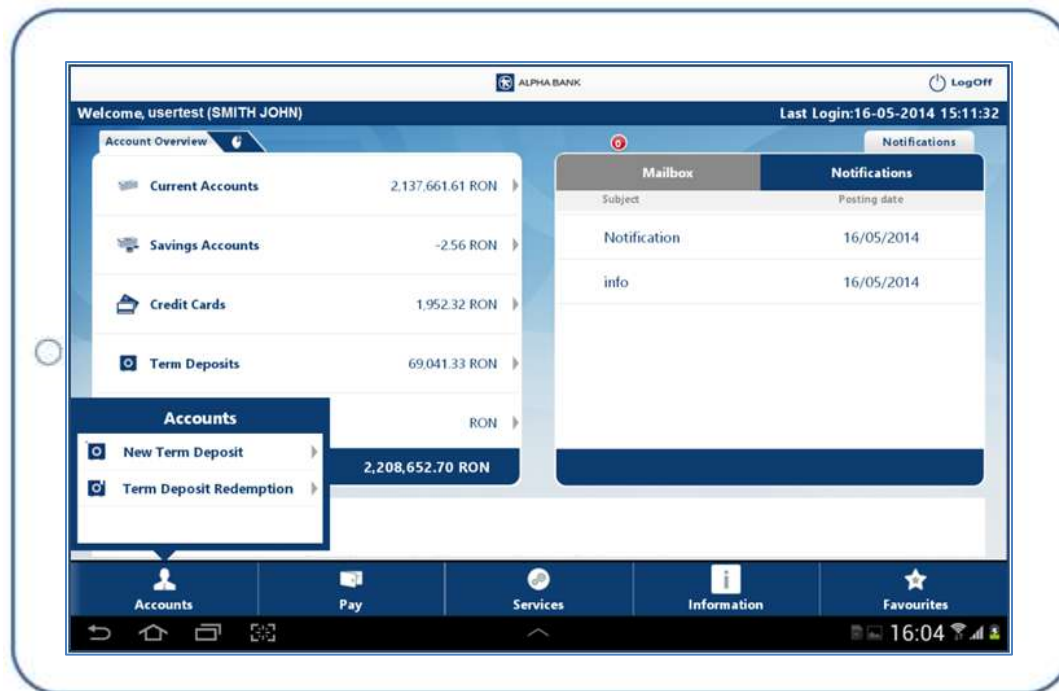 ALPHA BANK
LogOff
Welcome, usertest (SMITH JOHN)
Last Login:16-05-2014 15:11:32
Account Overview
Notifications
Current Accounts 2,137,661.61 RON
Savings Accounts -2.56 RON
Credit Cards 1,952.32 RON
Term Deposits 69,041.33 RON
RON
2,208,652.70 RON
Mailbox Notifications
Subject Posting date
Notification 16/05/2014
info 16/05/2014
Accounts
New Term Deposit
Term Deposit Redemption
Accounts Pay Services Information Favourites
16:04